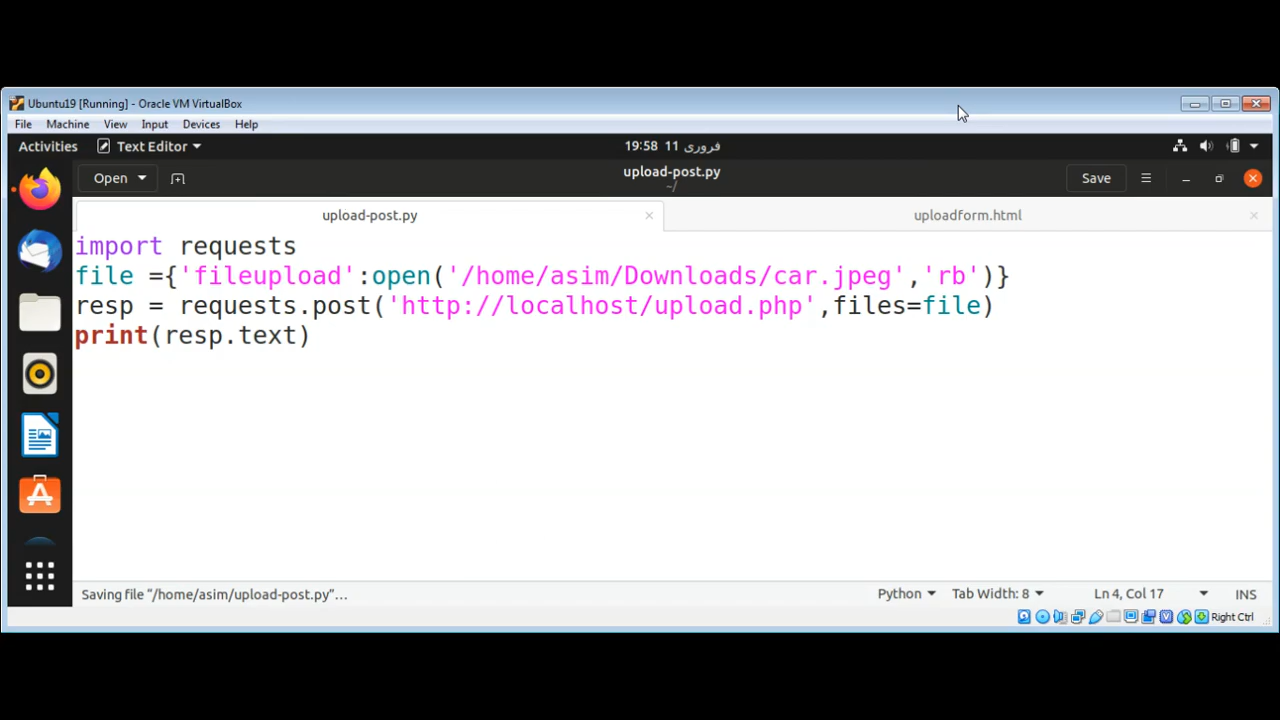 Ubuntu19 [Running] - Oracle VM VirtualBox
File Machine View Input Devices Help
Activities Text Editor 19:58 11 فروری
Open upload-post.py Save
~/
upload-post.py uploadform.html
import requests
file ={'fileupload':open('/home/asim/Downloads/car.jpeg','rb')}
resp = requests.post('http://localhost/upload.php',files=file)
print(resp.text)
Saving file "/home/asim/upload-post.py"... Python Tab Width: 8 Ln 4, Col 17 INS
Right Ctrl